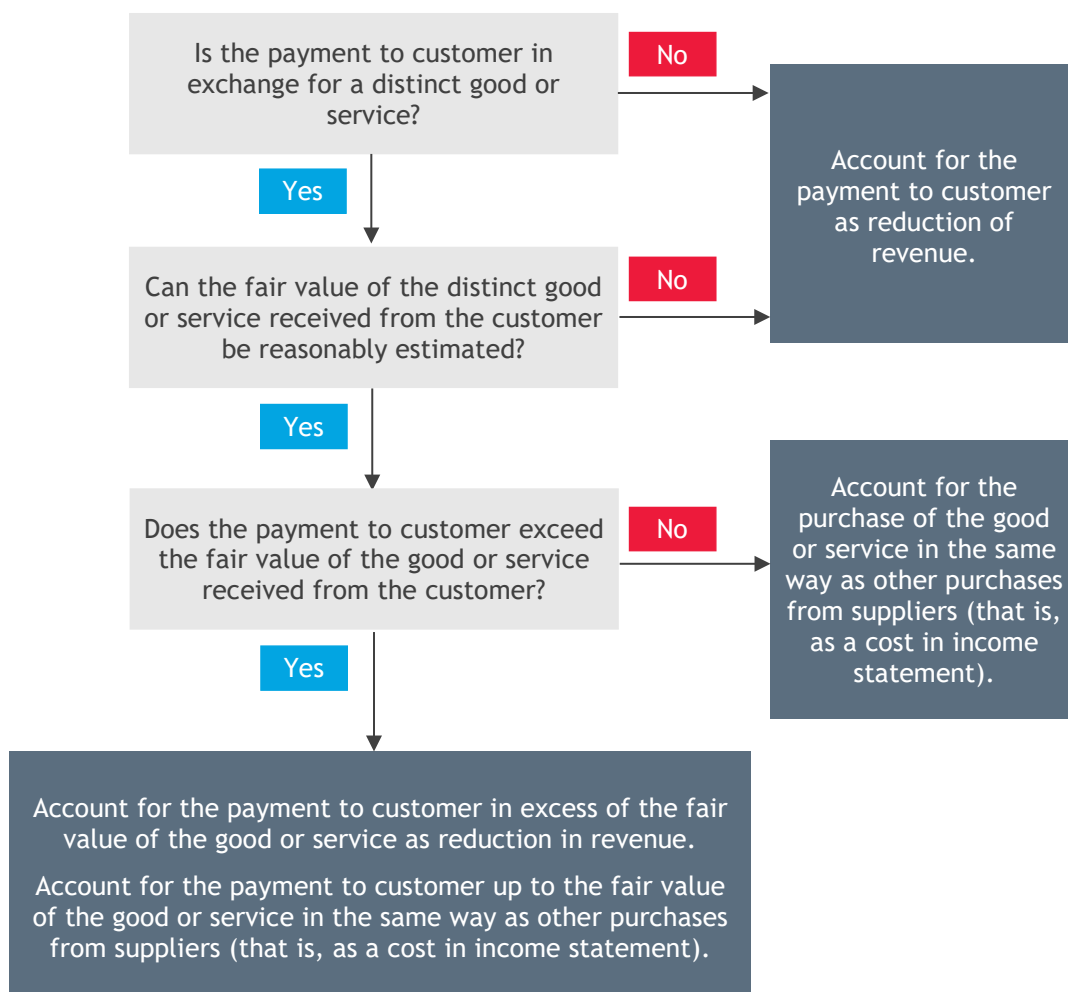 Is the payment to customer in
exchange for a distinct good or
service?
No
Account for the
payment to customer
as reduction of
revenue.
Yes
Can the fair value of the distinct good
or service received from the customer
be reasonably estimated?
No
Yes
Does the payment to customer exceed
the fair value of the good or service
received from the customer?
No
Account for the
purchase of the good
or service in the same
way as other purchases
from suppliers (that is,
as a cost in income
statement).
Yes
Account for the payment to customer in excess of the fair
value of the good or service as reduction in revenue.
Account for the payment to customer up to the fair value
of the good or service in the same way as other purchases
from suppliers (that is, as a cost in income statement).